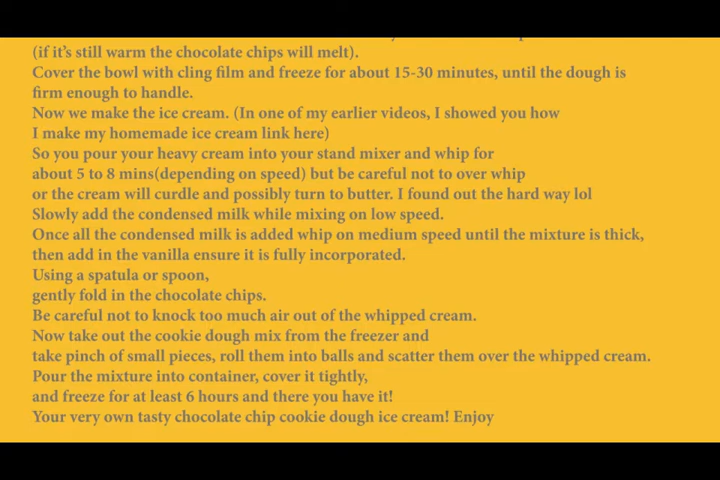 (if it's still warm the chocolate chips will melt).
Cover the bowl with cling film and freeze for about 15-30 minutes, until the dough is
firm enough to handle.
Now we make the ice cream. (In one of my earlier videos, I showed you how
I make my homemade ice cream link here)
So you pour your heavy cream into your stand mixer and whip for
about 5 to 8 mins(depending on speed) but be careful not to over whip
or the cream will curdle and possibly turn to butter. I found out the hard way lol
Slowly add the condensed milk while mixing on low speed.
Once all the condensed milk is added whip on medium speed until the mixture is thick,
then add in the vanilla ensure it is fully incorporated.
Using a spatula or spoon,
gently fold in the chocolate chips.
Be careful not to knock too much air out of the whipped cream.
Now take out the cookie dough mix from the freezer and
take pinch of small pieces, roll them into balls and scatter them over the whipped cream.
Pour the mixture into container, cover it tightly,
and freeze for at least 6 hours and there you have it!
Your very own tasty chocolate chip cookie dough ice cream! Enjoy